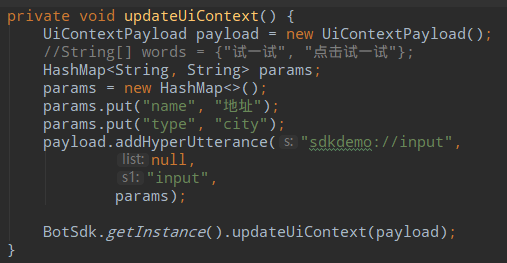 private void updateUiContext() {
    UiContextPayload payload = new UiContextPayload();
    //String[] words = {"试一试", "点击试一试"};
    HashMap<String, String> params;
    params = new HashMap<>();
    params.put("name", "地址");
    params.put("type", "city");
    payload.addHyperUtterance( s: "sdkdemo://input",
            list: null,
            s1: "input",
            params);
    BotSdk.getInstance().updateUiContext(payload);
}